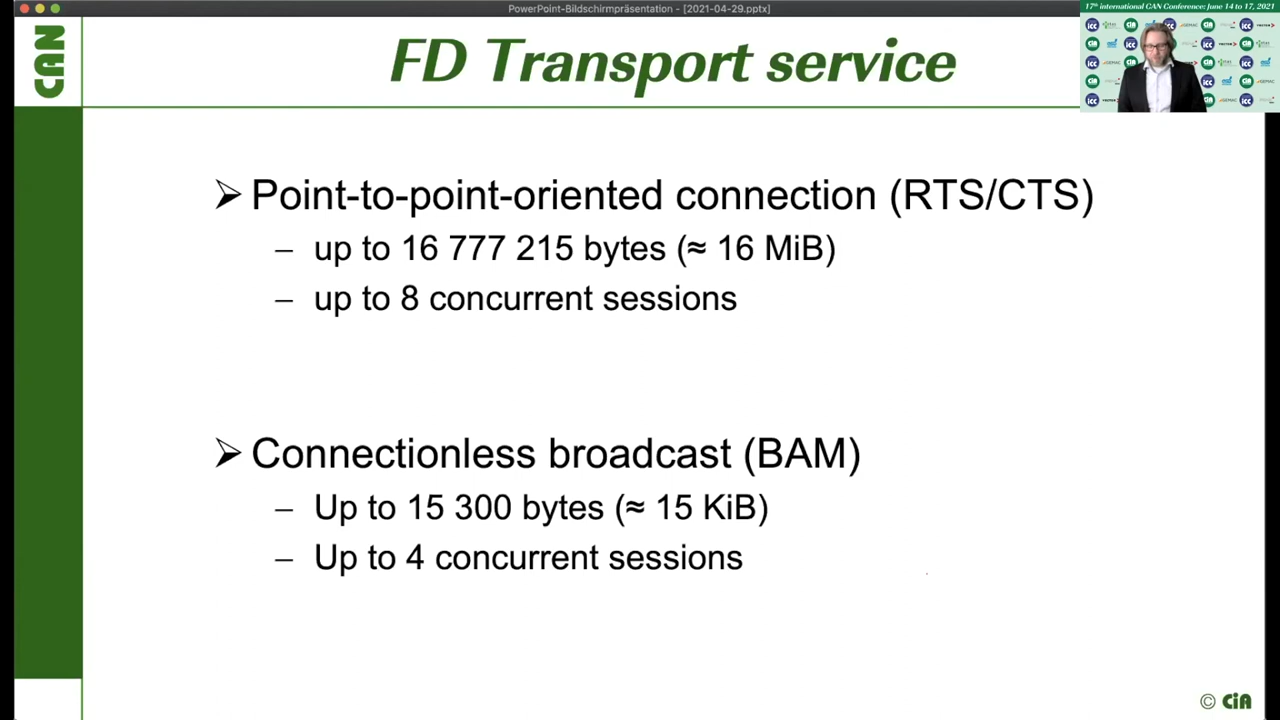 PowerPoint-Bildschirmpräsentation - [2021-04-29.pptx]
17th international CAN Conference: June 14 to 17, 2021
CAN
FD Transport service
➢ Point-to-point-oriented connection (RTS/CTS)
– up to 16 777 215 bytes (≈ 16 MiB)
– up to 8 concurrent sessions
➢ Connectionless broadcast (BAM)
– Up to 15 300 bytes (≈ 15 KiB)
– Up to 4 concurrent sessions
© CiA